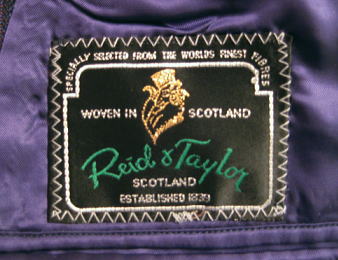 SPECIALLY SELECTED FROM THE WORLDS FINEST FIBRES
WOVEN IN SCOTLAND
Reid & Taylor
SCOTLAND
ESTABLISHED 1839